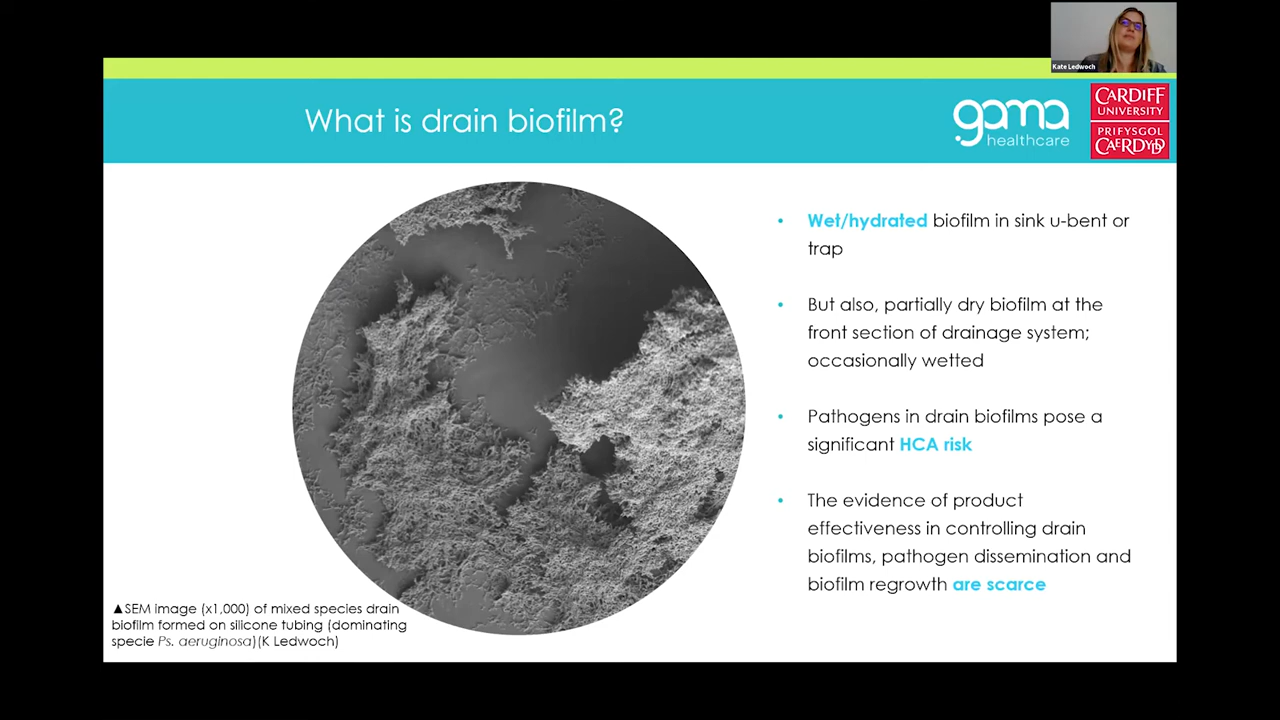 Kate Ledwoch
What is drain biofilm?
gama
healthcare
CARDIFF
UNIVERSITY
PRIFYSGOL
CAERDYDD
• Wet/hydrated biofilm in sink u-bent or
trap
• But also, partially dry biofilm at the
front section of drainage system;
occasionally wetted
• Pathogens in drain biofilms pose a
significant HCA risk
• The evidence of product
effectiveness in controlling drain
biofilms, pathogen dissemination and
biofilm regrowth are scarce
▲SEM image (x1,000) of mixed species drain
biofilm formed on silicone tubing (dominating
specie Ps. aeruginosa)(K Ledwoch)